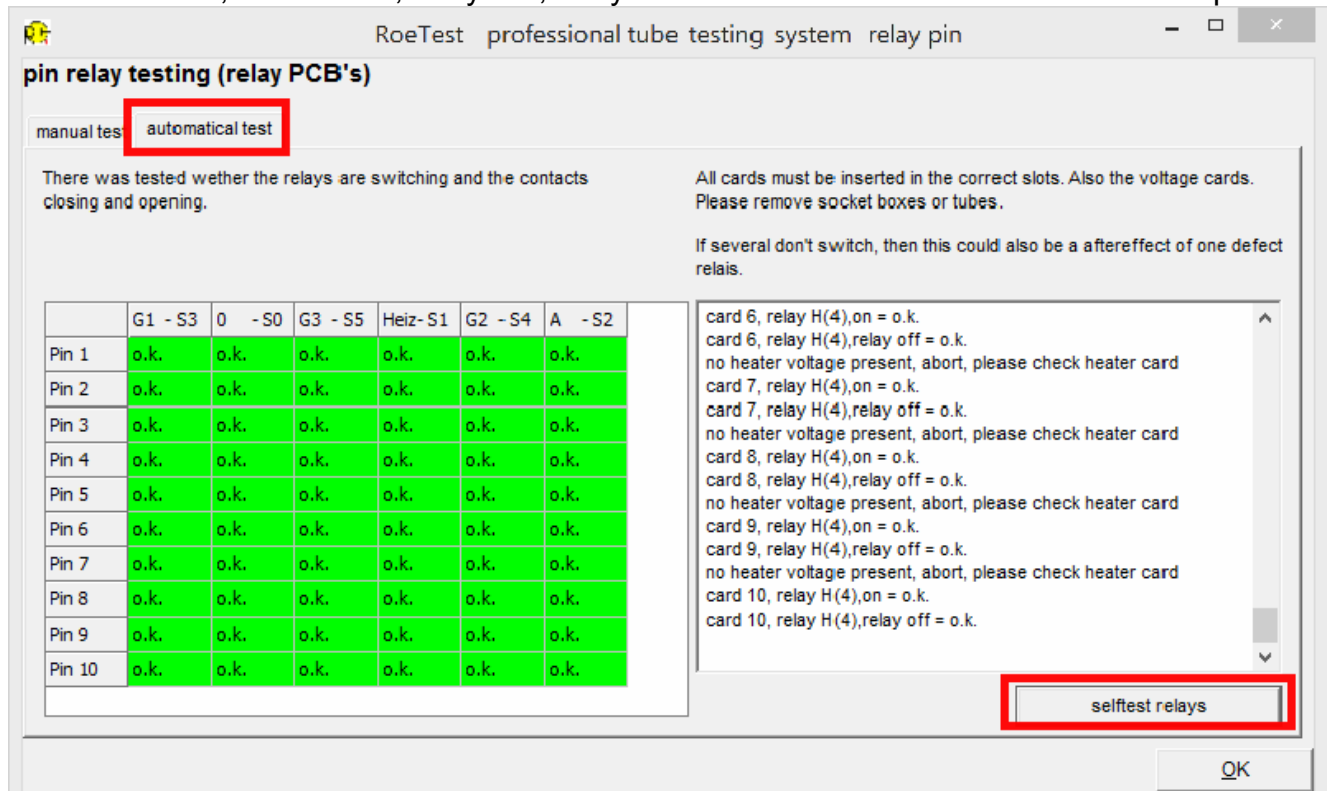 RoeTest professional tube testing system relay pin
pin relay testing (relay PCB's)
manual test
automatical test
There was tested wether the relays are switching and the contacts
closing and opening.
All cards must be inserted in the correct slots. Also the voltage cards.
Please remove socket boxes or tubes.
If several don't switch, then this could also be a aftereffect of one defect
relais.
G1 - S3 0 - S0 G3 - S5 Heiz- S1 G2 - S4 A - S2
Pin 1 o.k. o.k. o.k. o.k. o.k. o.k.
Pin 2 o.k. o.k. o.k. o.k. o.k. o.k.
Pin 3 o.k. o.k. o.k. o.k. o.k. o.k.
Pin 4 o.k. o.k. o.k. o.k. o.k. o.k.
Pin 5 o.k. o.k. o.k. o.k. o.k. o.k.
Pin 6 o.k. o.k. o.k. o.k. o.k. o.k.
Pin 7 o.k. o.k. o.k. o.k. o.k. o.k.
Pin 8 o.k. o.k. o.k. o.k. o.k. o.k.
Pin 9 o.k. o.k. o.k. o.k. o.k. o.k.
Pin 10 o.k. o.k. o.k. o.k. o.k. o.k.
card 6, relay H(4),on = o.k.
card 6, relay H(4),relay off = o.k.
no heater voltage present, abort, please check heater card
card 7, relay H(4),on = o.k.
card 7, relay H(4),relay off = o.k.
no heater voltage present, abort, please check heater card
card 8, relay H(4),on = o.k.
card 8, relay H(4),relay off = o.k.
no heater voltage present, abort, please check heater card
card 9, relay H(4),on = o.k.
card 9, relay H(4),relay off = o.k.
no heater voltage present, abort, please check heater card
card 10, relay H(4),on = o.k.
card 10, relay H(4),relay off = o.k.
selftest relays
OK